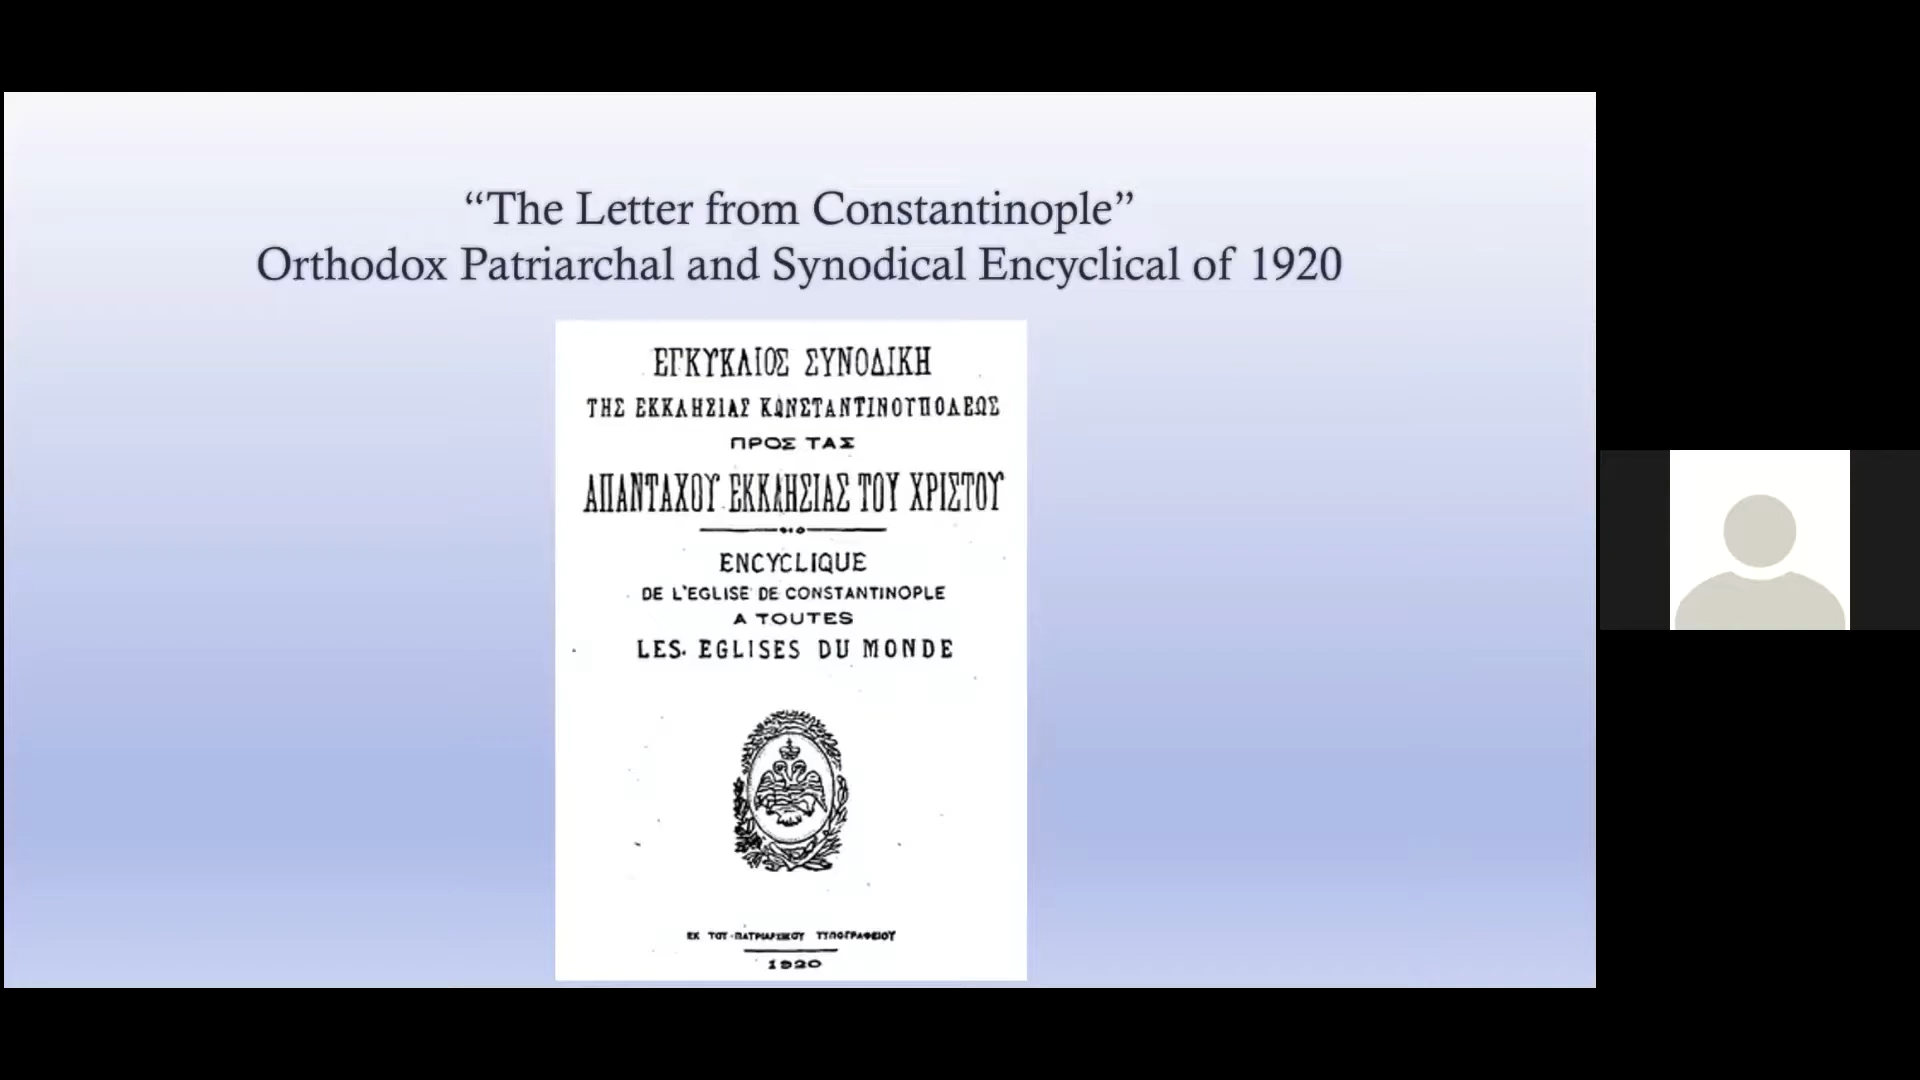 “The Letter from Constantinople”
Orthodox Patriarchal and Synodical Encyclical of 1920
ΕΓΚΥΚΛΙΟΣ ΣΥΝΟΔΙΚΗ
ΤΗΣ ΕΚΚΛΗΣΙΑΣ ΚΩΝΣΤΑΝΤΙΝΟΥΠΟΛΕΩΣ
ΠΡΟΣ ΤΑΣ
ΑΠΑΝΤΑΧΟΥ ΕΚΚΛΗΣΙΑΣ ΤΟΥ ΧΡΙΣΤΟΥ
ENCYCLIQUE
DE L'EGLISE DE CONSTANTINOPLE
A TOUTES
LES EGLISES DU MONDE
ΕΚ ΤΟΥ ΠΑΤΡΙΑΡΧΙΚΟΥ ΤΥΠΟΓΡΑΦΕΙΟΥ
1920